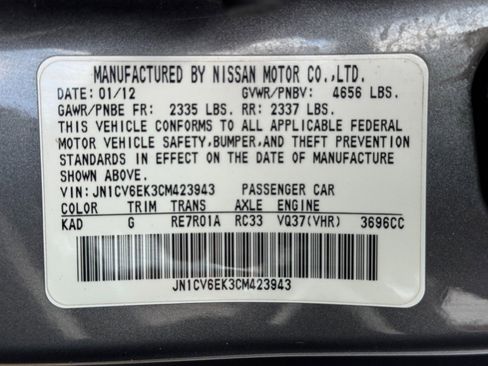 MANUFACTURED BY NISSAN MOTOR CO.,LTD.
DATE: 01/12 GVWR/PNBV: 4656 LBS.
GAWR/PNBE FR: 2335 LBS. RR: 2337 LBS.
THIS VEHICLE CONFORMS TO ALL APPLICABLE FEDERAL
MOTOR VEHICLE SAFETY,BUMPER,AND THEFT PREVENTION
STANDARDS IN EFFECT ON THE DATE OF MANUFACTURE
SHOWN ABOVE.
VIN: JN1CV6EK3CM423943 PASSENGER CAR
COLOR TRIM TRANS AXLE ENGINE
KAD G RE7R01A RC33 VQ37(VHR) 3696CC
JN1CV6EK3CM423943